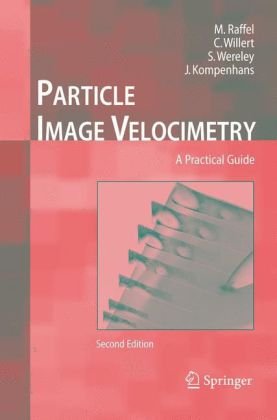 M. Raffel
C. Willert
S. Wereley
J. Kompenhans
PARTICLE
IMAGE VELOCIMETRY
A Practical Guide
Second Edition
Springer